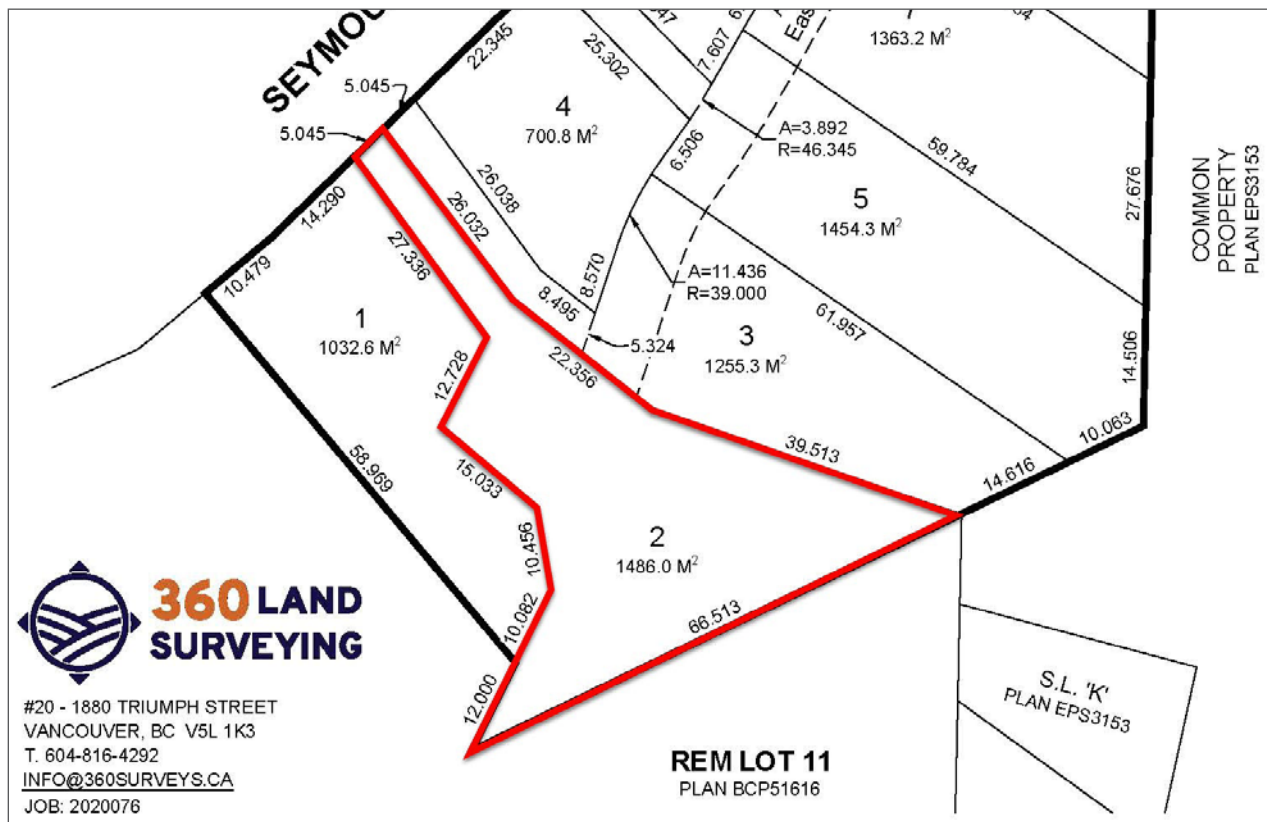 SEYMOU
22.345
5.045
5.045
14.290
10.479
25.302
7.607
4
700.8 M²
A=3.892
R=46.345
6.506
1363.2 M²
59.784
27.676
COMMON
PROPERTY
PLAN EPS3153
5
1454.3 M²
26.038
26.032
27.336
8.570
8.495
A=11.436
R=39.000
61.957
3
1255.3 M²
5.324
22.356
14.506
1
1032.6 M²
12.728
58.969
15.033
39.513
10.063
14.616
10.456
2
1486.0 M²
10.082
66.513
12.000
S.L. 'K'
PLAN EPS3153
360 LAND
SURVEYING
#20 - 1880 TRIUMPH STREET
VANCOUVER, BC V5L 1K3
T. 604-816-4292
INFO@360SURVEYS.CA
JOB: 2020076
REM LOT 11
PLAN BCP51616